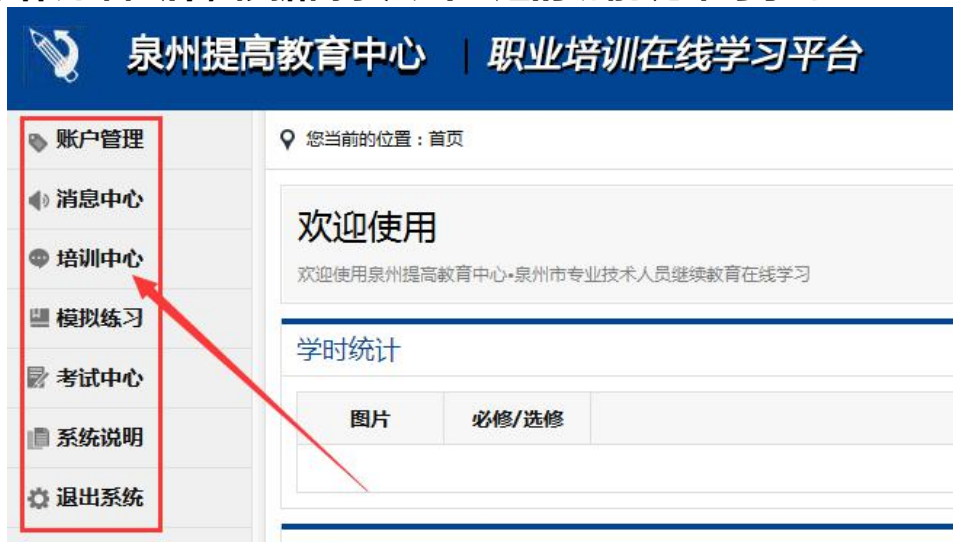 泉州提高教育中心 职业培训在线学习平台
账户管理
消息中心
培训中心
模拟练习
考试中心
系统说明
退出系统
您当前的位置：首页
欢迎使用
欢迎使用泉州提高教育中心•泉州市专业技术人员继续教育在线学习
学时统计
图片 必修/选修